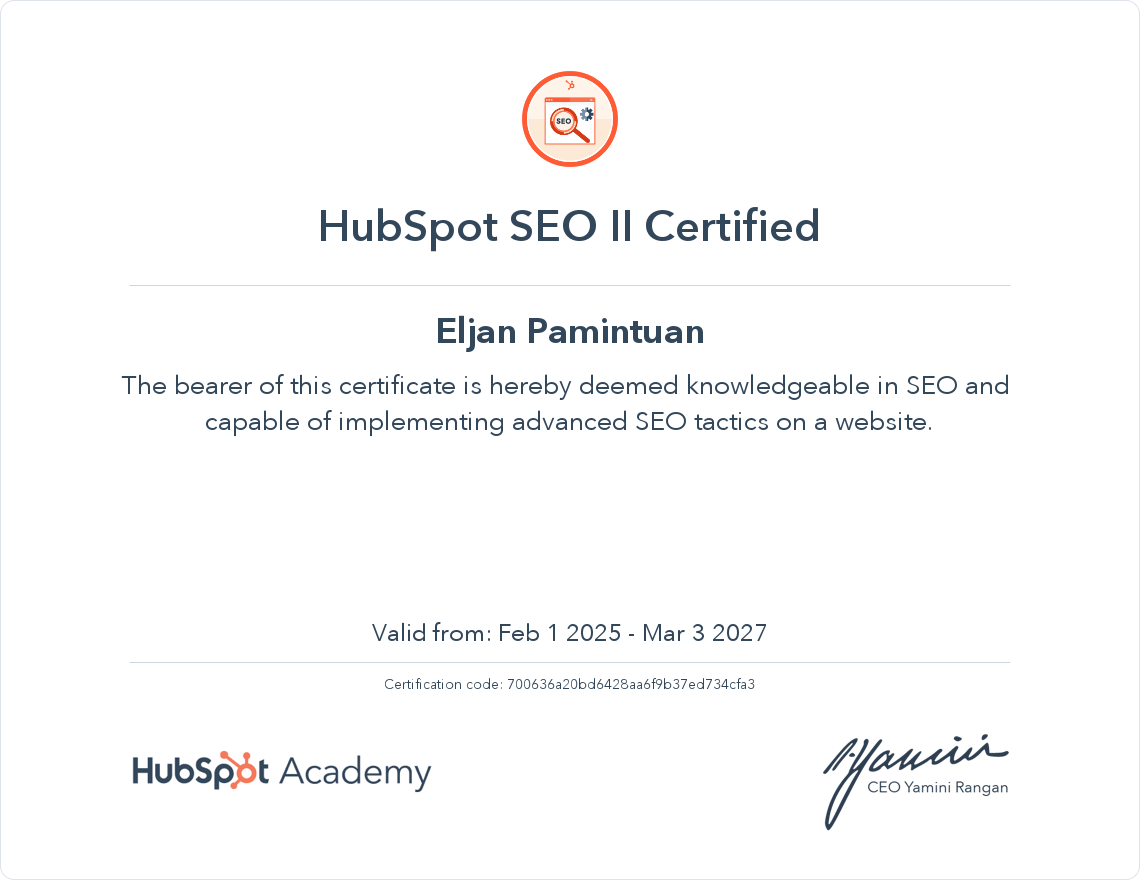 SEO
HubSpot SEO II Certified
Eljan Pamintuan
The bearer of this certificate is hereby deemed knowledgeable in SEO and
capable of implementing advanced SEO tactics on a website.
Valid from: Feb 1 2025 - Mar 3 2027
Certification code: 700636a20bd6428aa6f9b37ed734cfa3
HubSpot Academy
CEO Yamini Rangan